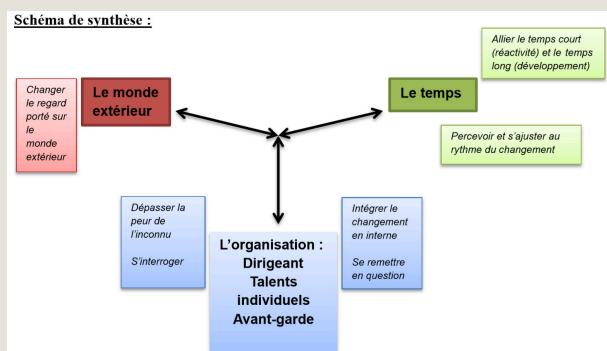 Schéma de synthèse :
Allier le temps court
(réactivité) et le temps
long (développement)
Changer
le regard
porté sur
le
monde
extérieur
Le monde
extérieur
Le temps
Percevoir et s'ajuster au
rythme du changement
Dépasser la
peur de
l'inconnu
S'interroger
L'organisation :
Dirigeant
Talents
individuels
Avant-garde
Intégrer le
changement
en interne
Se remettre
en question